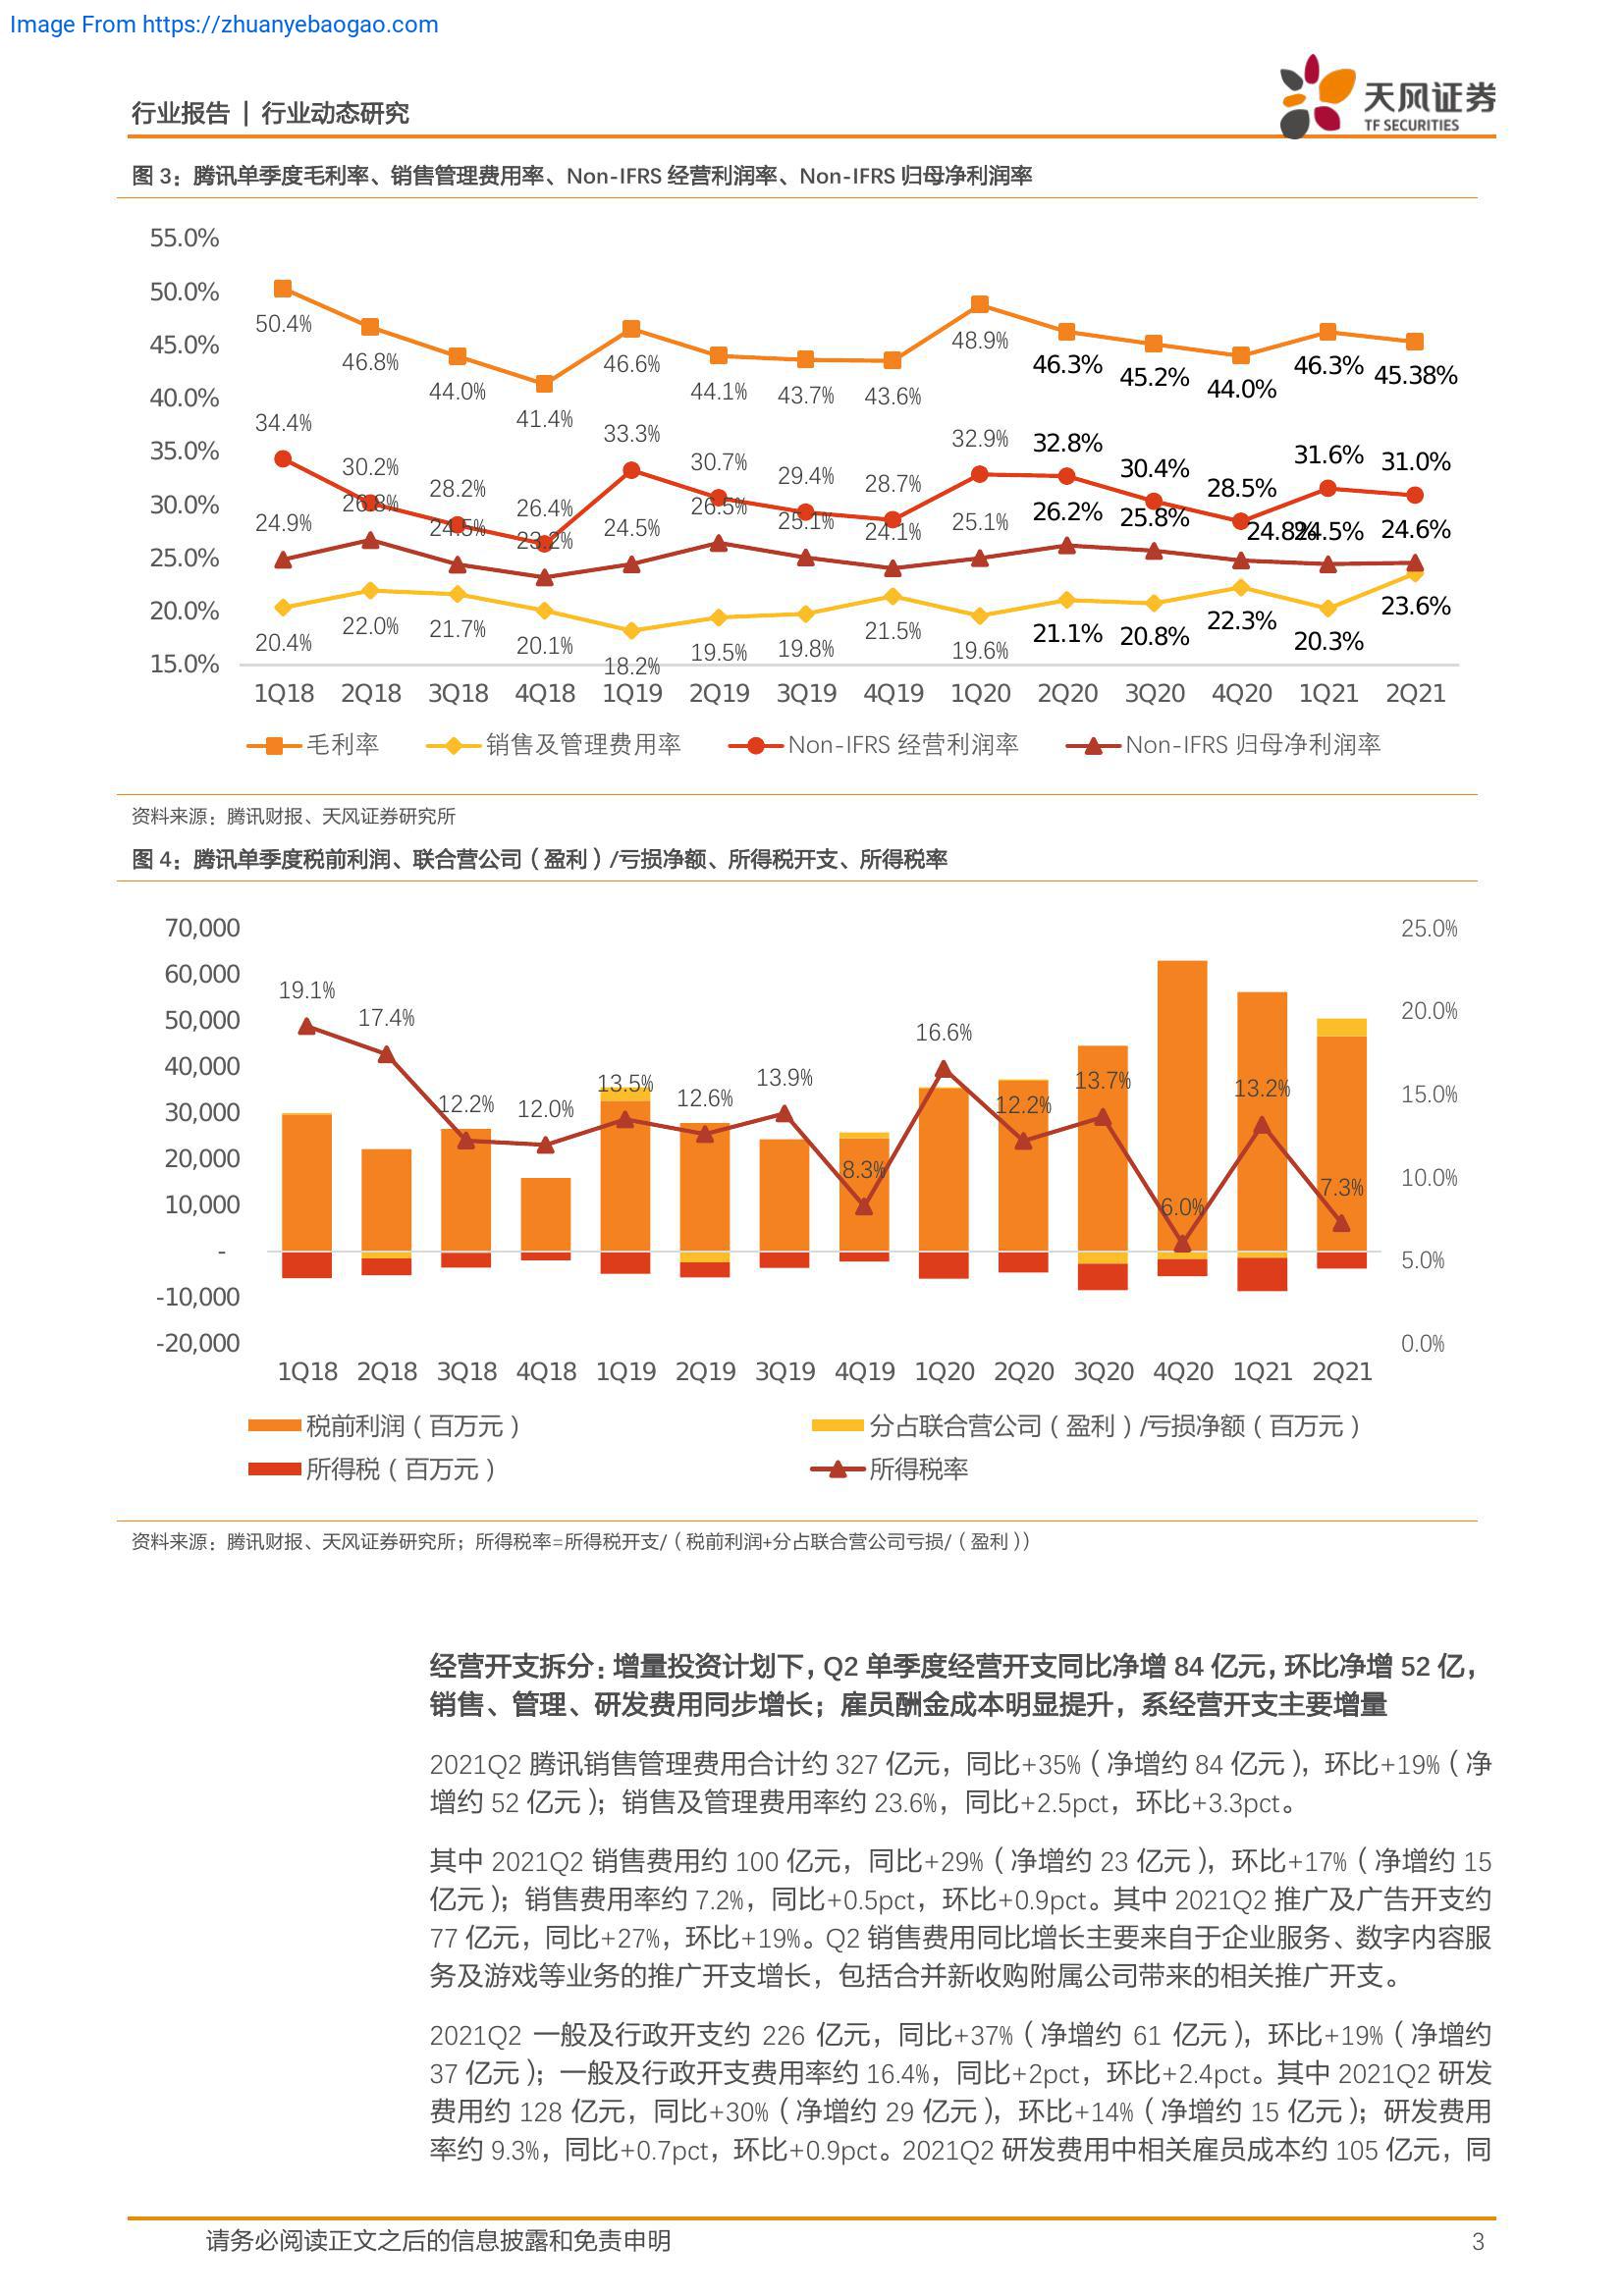 Image From https://zhuanyebaogao.com
行业报告 | 行业动态研究
天风证券
TF SECURITIES
图 3：腾讯单季度毛利率、销售管理费用率、Non-IFRS 经营利润率、Non-IFRS 归母净利润率
55.0%
50.0%
45.0%
40.0%
35.0%
30.0%
25.0%
20.0%
15.0%
50.4% 46.8% 44.0% 41.4% 46.6% 44.1% 43.7% 43.6% 48.9% 46.3% 45.2% 44.0% 46.3% 45.38%
34.4% 30.2% 28.2% 26.4% 33.3% 30.7% 29.4% 28.7% 32.9% 32.8% 30.4% 28.5% 31.6% 31.0%
24.9% 26.8% 24.5% 23.2% 24.5% 26.5% 25.1% 24.1% 25.1% 26.2% 25.8% 24.8% 24.5% 24.6%
20.4% 22.0% 21.7% 20.1% 18.2% 19.5% 19.8% 21.5% 19.6% 21.1% 20.8% 22.3% 20.3% 23.6%
1Q18 2Q18 3Q18 4Q18 1Q19 2Q19 3Q19 4Q19 1Q20 2Q20 3Q20 4Q20 1Q21 2Q21
毛利率 销售及管理费用率 Non-IFRS 经营利润率 Non-IFRS 归母净利润率
资料来源：腾讯财报、天风证券研究所
图 4：腾讯单季度税前利润、联合营公司（盈利）/亏损净额、所得税开支、所得税率
70,000
60,000
50,000
40,000
30,000
20,000
10,000
-
-10,000
-20,000
19.1% 17.4% 12.2% 12.0% 13.5% 12.6% 13.9% 8.3% 16.6% 12.2% 13.7% 6.0% 13.2% 7.3%
25.0%
20.0%
15.0%
10.0%
5.0%
0.0%
1Q18 2Q18 3Q18 4Q18 1Q19 2Q19 3Q19 4Q19 1Q20 2Q20 3Q20 4Q20 1Q21 2Q21
税前利润（百万元） 分占联合营公司（盈利）/亏损净额（百万元）
所得税（百万元） 所得税率
资料来源：腾讯财报、天风证券研究所；所得税率=所得税开支/（税前利润+分占联合营公司亏损/（盈利））
经营开支拆分：增量投资计划下，Q2 单季度经营开支同比净增 84 亿元，环比净增 52 亿，
销售、管理、研发费用同步增长；雇员酬金成本明显提升，系经营开支主要增量
2021Q2 腾讯销售管理费用合计约 327 亿元，同比+35%（净增约 84 亿元），环比+19%（净
增约 52 亿元）；销售及管理费用率约 23.6%，同比+2.5pct，环比+3.3pct。
其中 2021Q2 销售费用约 100 亿元，同比+29%（净增约 23 亿元），环比+17%（净增约 15
亿元）；销售费用率约 7.2%，同比+0.5pct，环比+0.9pct。其中 2021Q2 推广及广告开支约
77 亿元，同比+27%，环比+19%。Q2 销售费用同比增长主要来自于企业服务、数字内容服
务及游戏等业务的推广开支增长，包括合并新收购附属公司带来的相关推广开支。
2021Q2 一般及行政开支约 226 亿元，同比+37%（净增约 61 亿元），环比+19%（净增约
37 亿元）；一般及行政开支费用率约 16.4%，同比+2pct，环比+2.4pct。其中 2021Q2 研发
费用约 128 亿元，同比+30%（净增约 29 亿元），环比+14%（净增约 15 亿元）；研发费用
率约 9.3%，同比+0.7pct，环比+0.9pct。2021Q2 研发费用中相关雇员成本约 105 亿元，同
请务必阅读正文之后的信息披露和免责申明
3